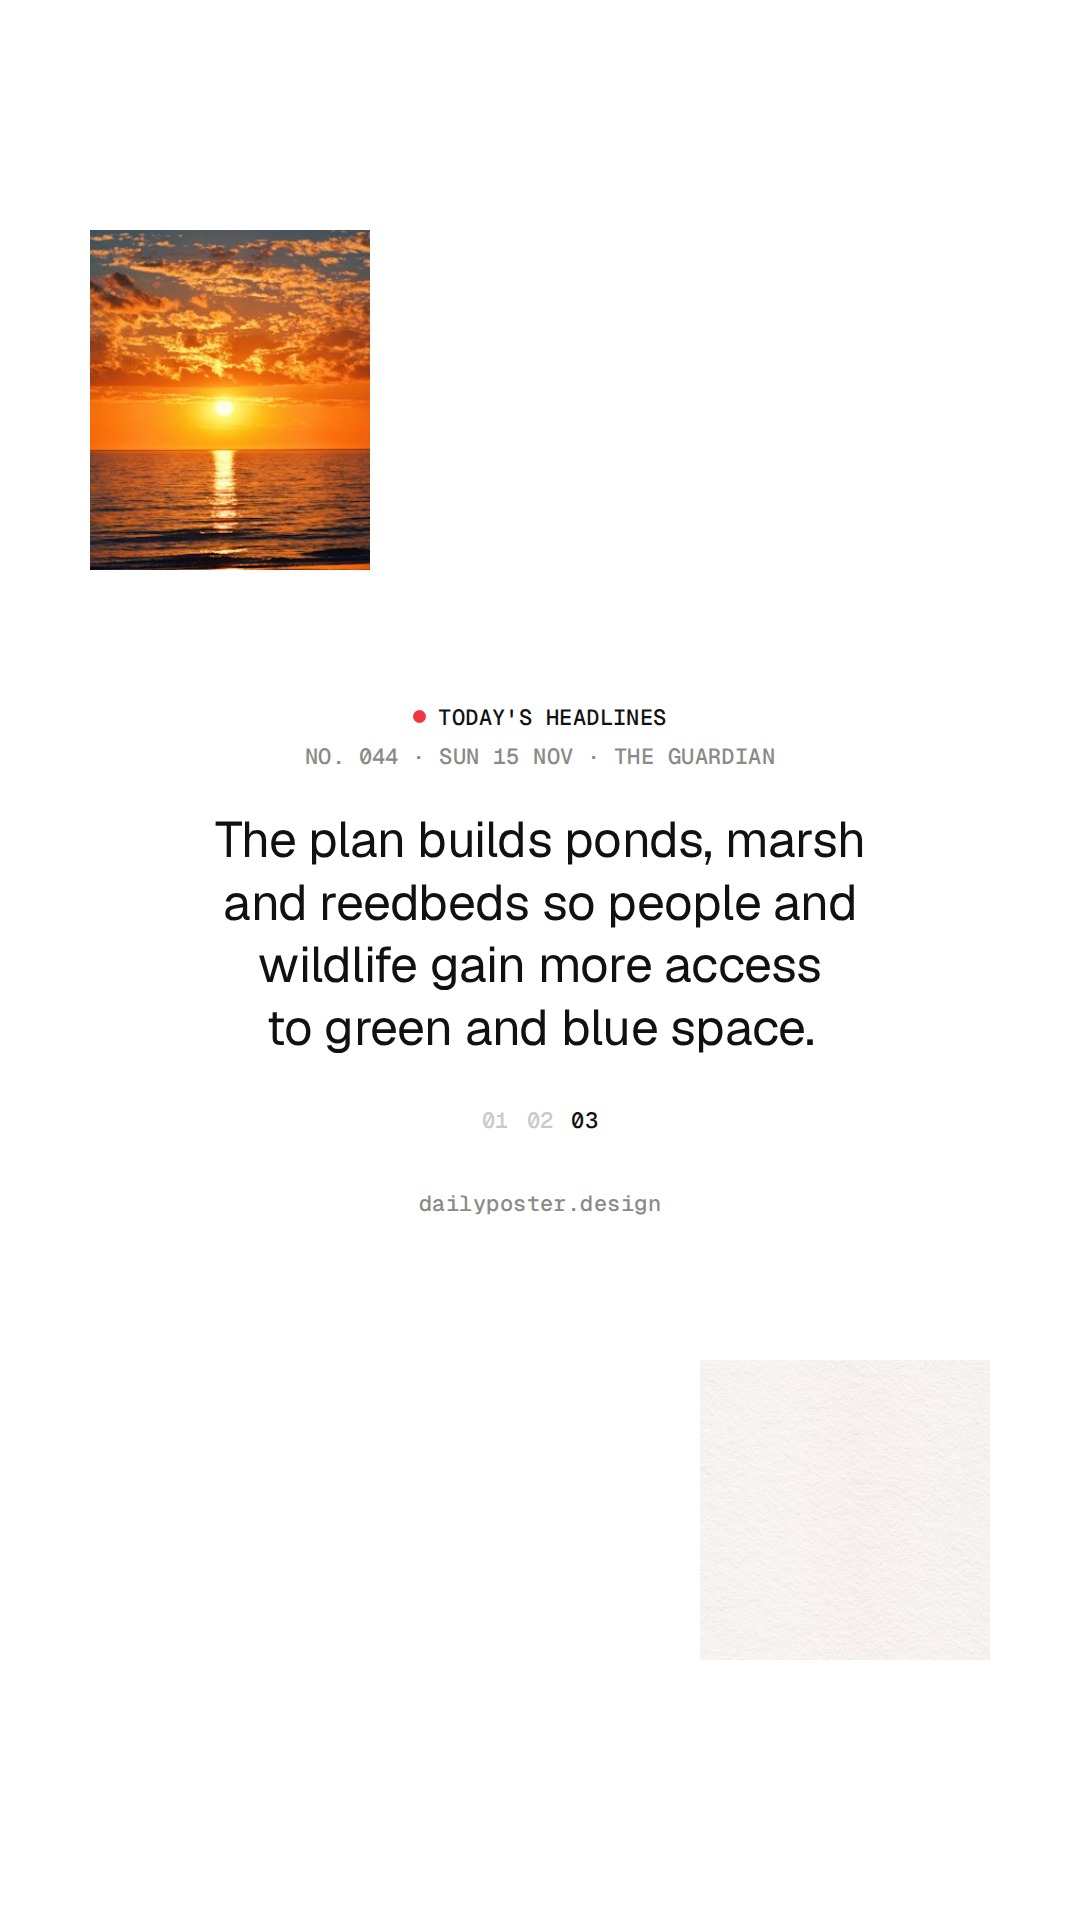 TODAY'S HEADLINES
NO. 044 · SUN 15 NOV · THE GUARDIAN
The plan builds ponds, marsh
and reedbeds so people and
wildlife gain more access
to green and blue space.
01 02 03
dailyposter.design